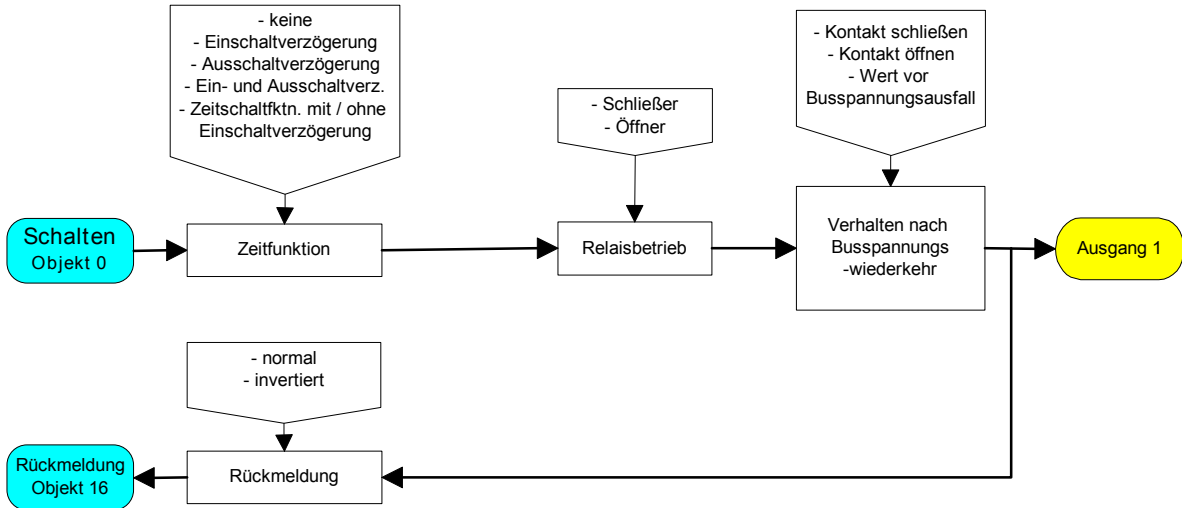 - keine
- Einschaltverzögerung
- Ausschaltverzögerung
- Ein- und Ausschaltverz.
- Zeitschaltfktn. mit / ohne
Einschaltverzögerung
- Schließer
- Öffner
- Kontakt schließen
- Kontakt öffnen
- Wert vor
Busspannungsausfall
Schalten
Objekt 0
Zeitfunktion
Relaisbetrieb
Verhalten nach
Busspannungs
-wiederkehr
Ausgang 1
- normal
- invertiert
Rückmeldung
Objekt 16
Rückmeldung